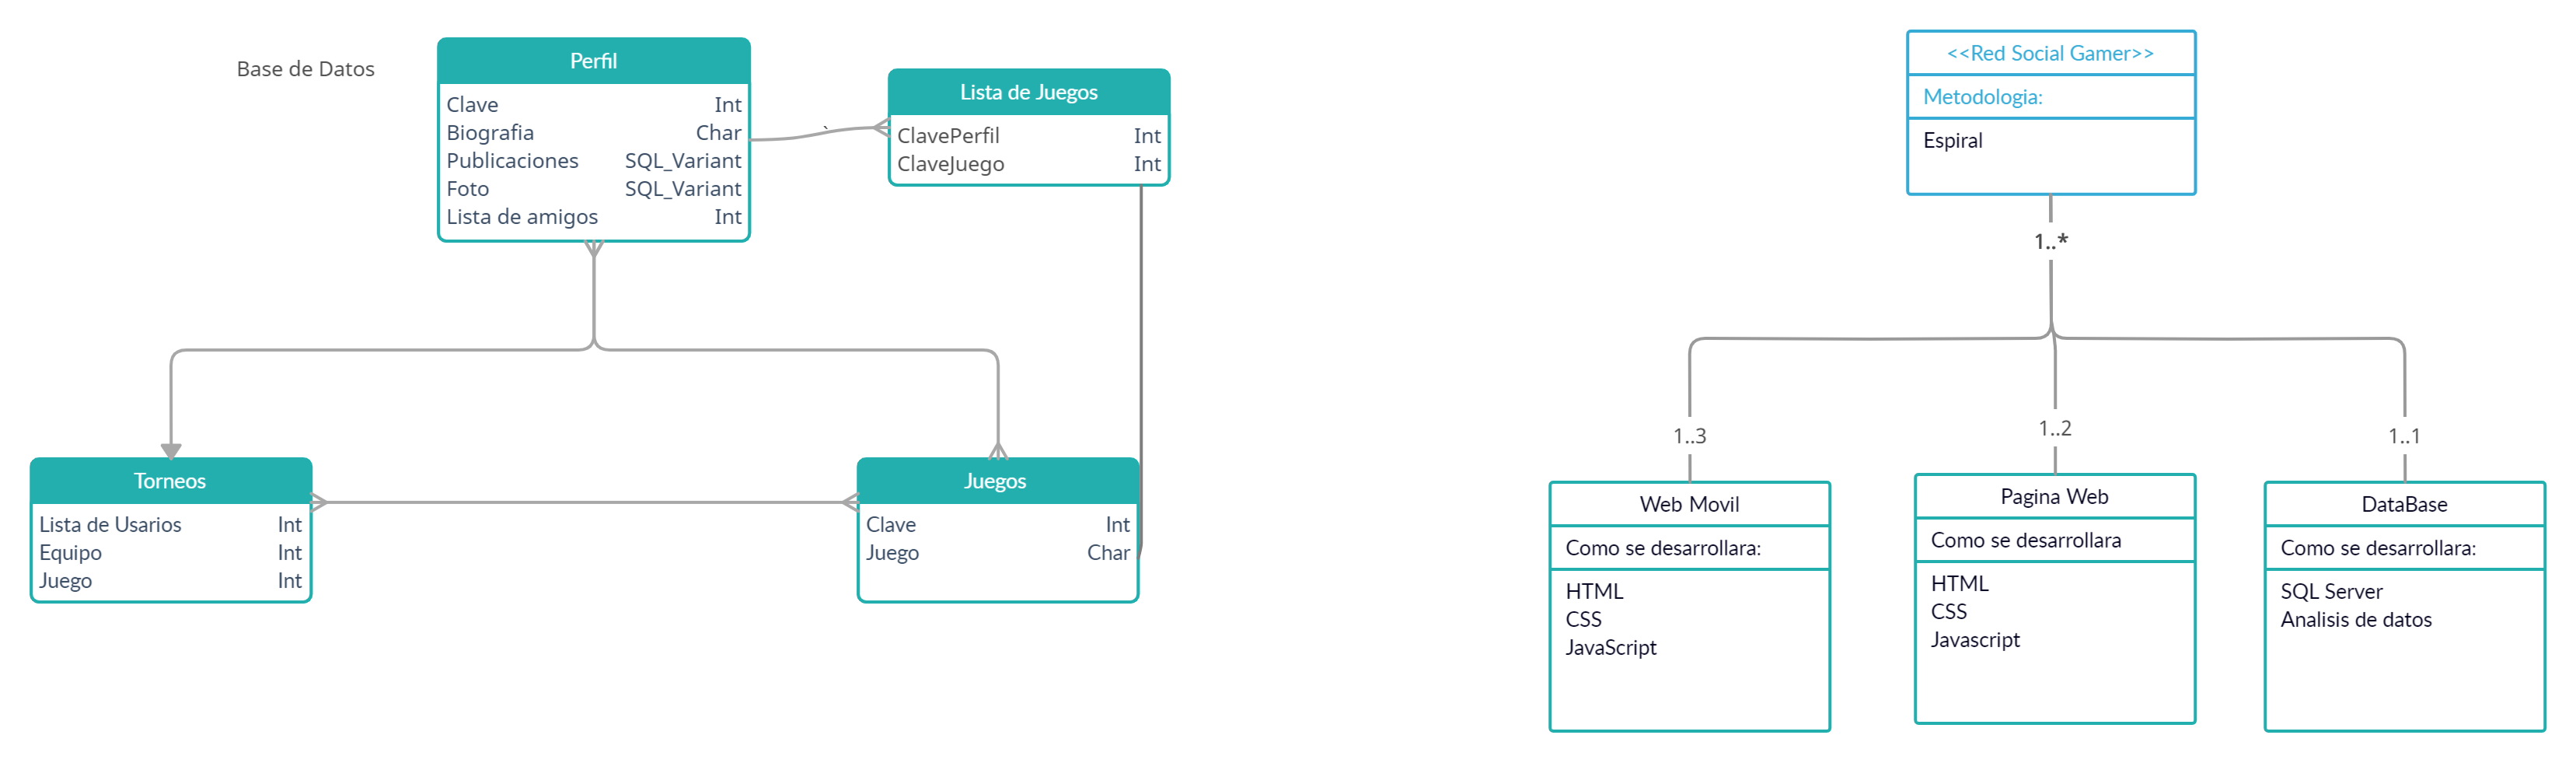 Base de Datos
Perfil
Clave Int
Biografia Char
Publicaciones SQL_Variant
Foto SQL_Variant
Lista de amigos Int
Lista de Juegos
ClavePerfil Int
ClaveJuego Int
`
Torneos
Lista de Usarios Int
Equipo Int
Juego Int
Juegos
Clave Int
Juego Char
<<Red Social Gamer>>
Metodologia:
Espiral
1..*
1..3
1..2
1..1
Web Movil
Como se desarrollara:
HTML
CSS
JavaScript
Pagina Web
Como se desarrollara
HTML
CSS
Javascript
DataBase
Como se desarrollara:
SQL Server
Analisis de datos